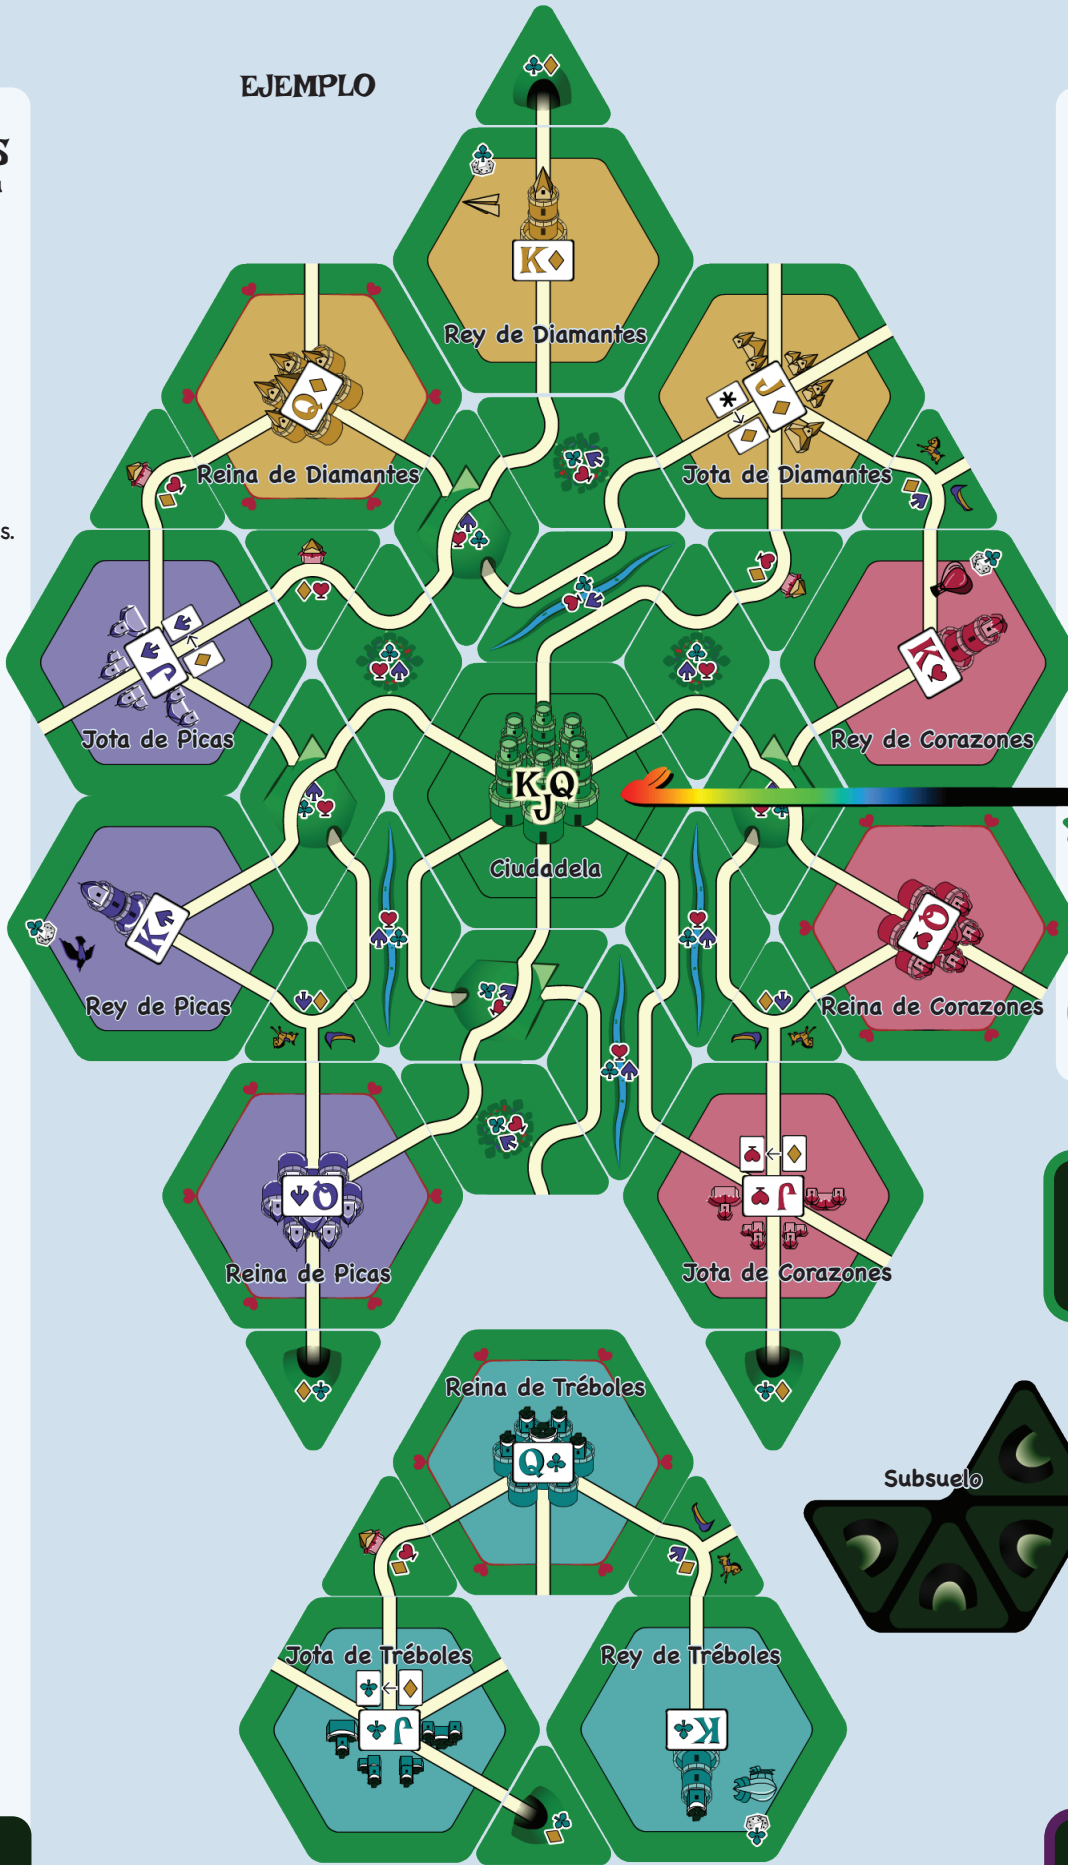 EJEMPLO
S
K
Rey de Diamantes
Q
Reina de Diamantes
J
*
Jota de Diamantes
s.
J
Jota de Picas
K
Rey de Corazones
K Q
J
Ciudadela
K
Rey de Picas
Q
Reina de Corazones
Q
Reina de Picas
J
Jota de Corazones
Reina de Tréboles
Q
Subsuelo
Jota de Tréboles
J
Rey de Tréboles
K